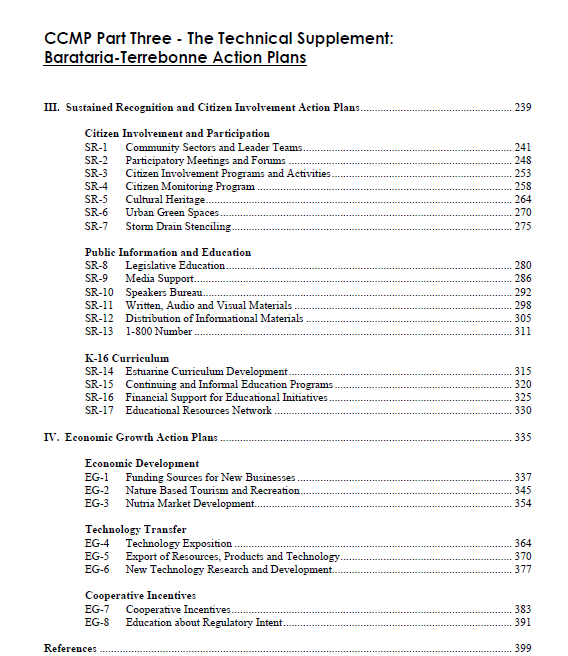 CCMP Part Three - The Technical Supplement:
Barataria-Terrebonne Action Plans
III. Sustained Recognition and Citizen Involvement Action Plans 239
Citizen Involvement and Participation
SR-1 Community Sectors and Leader Teams 241
SR-2 Participatory Meetings and Forums 248
SR-3 Citizen Involvement Programs and Activities 253
SR-4 Citizen Monitoring Program 258
SR-5 Cultural Heritage 264
SR-6 Urban Green Spaces 270
SR-7 Storm Drain Stenciling 275
Public Information and Education
SR-8 Legislative Education 280
SR-9 Media Support 286
SR-10 Speakers Bureau 292
SR-11 Written, Audio and Visual Materials 298
SR-12 Distribution of Informational Materials 305
SR-13 1-800 Number 311
K-16 Curriculum
SR-14 Estuarine Curriculum Development 315
SR-15 Continuing and Informal Education Programs 320
SR-16 Financial Support for Educational Initiatives 325
SR-17 Educational Resources Network 330
IV. Economic Growth Action Plans 335
Economic Development
EG-1 Funding Sources for New Businesses 337
EG-2 Nature Based Tourism and Recreation 345
EG-3 Nutria Market Development 354
Technology Transfer
EG-4 Technology Exposition 364
EG-5 Export of Resources, Products and Technology 370
EG-6 New Technology Research and Development 377
Cooperative Incentives
EG-7 Cooperative Incentives 383
EG-8 Education about Regulatory Intent 391
References 399